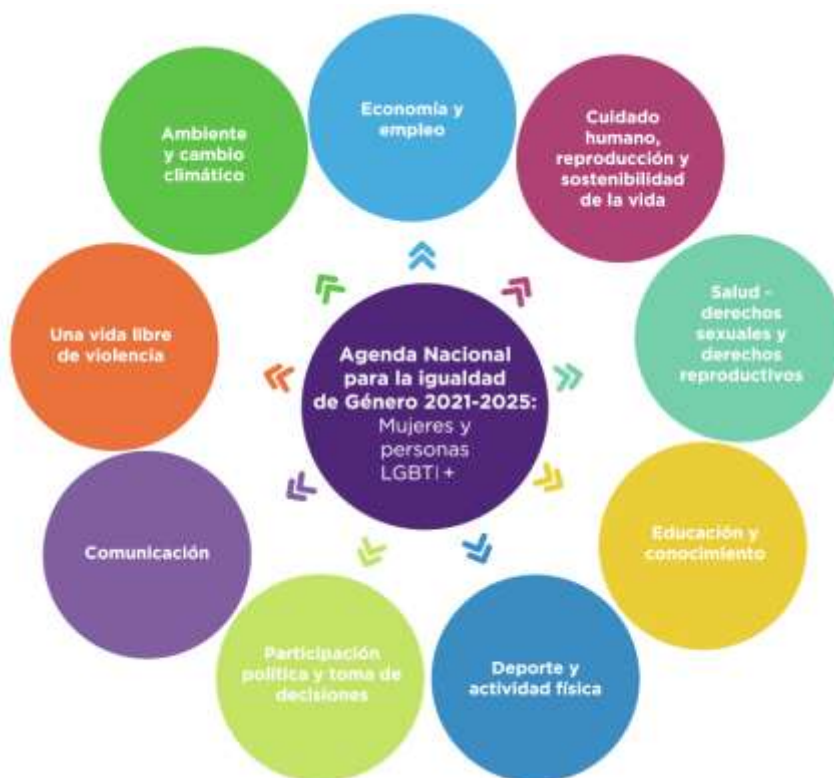 Economía y
empleo
Cuidado
humano,
reproducción y
sostenibilidad
de la vida
Salud -
derechos
sexuales y
derechos
reproductivos
Educación y
conocimiento
Deporte y
actividad física
Participación
política y toma de
decisiones
Comunicación
Una vida libre
de violencia
Ambiente
y cambio
climático
Agenda Nacional
para la igualdad
de Género 2021-2025:
Mujeres y
personas
LGBTI+